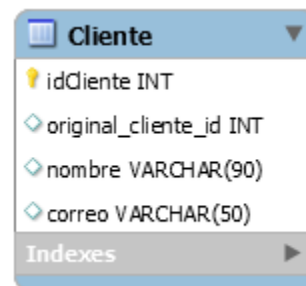 Cliente
idCliente INT
original_cliente_id INT
nombre VARCHAR(90)
correo VARCHAR(50)
Indexes